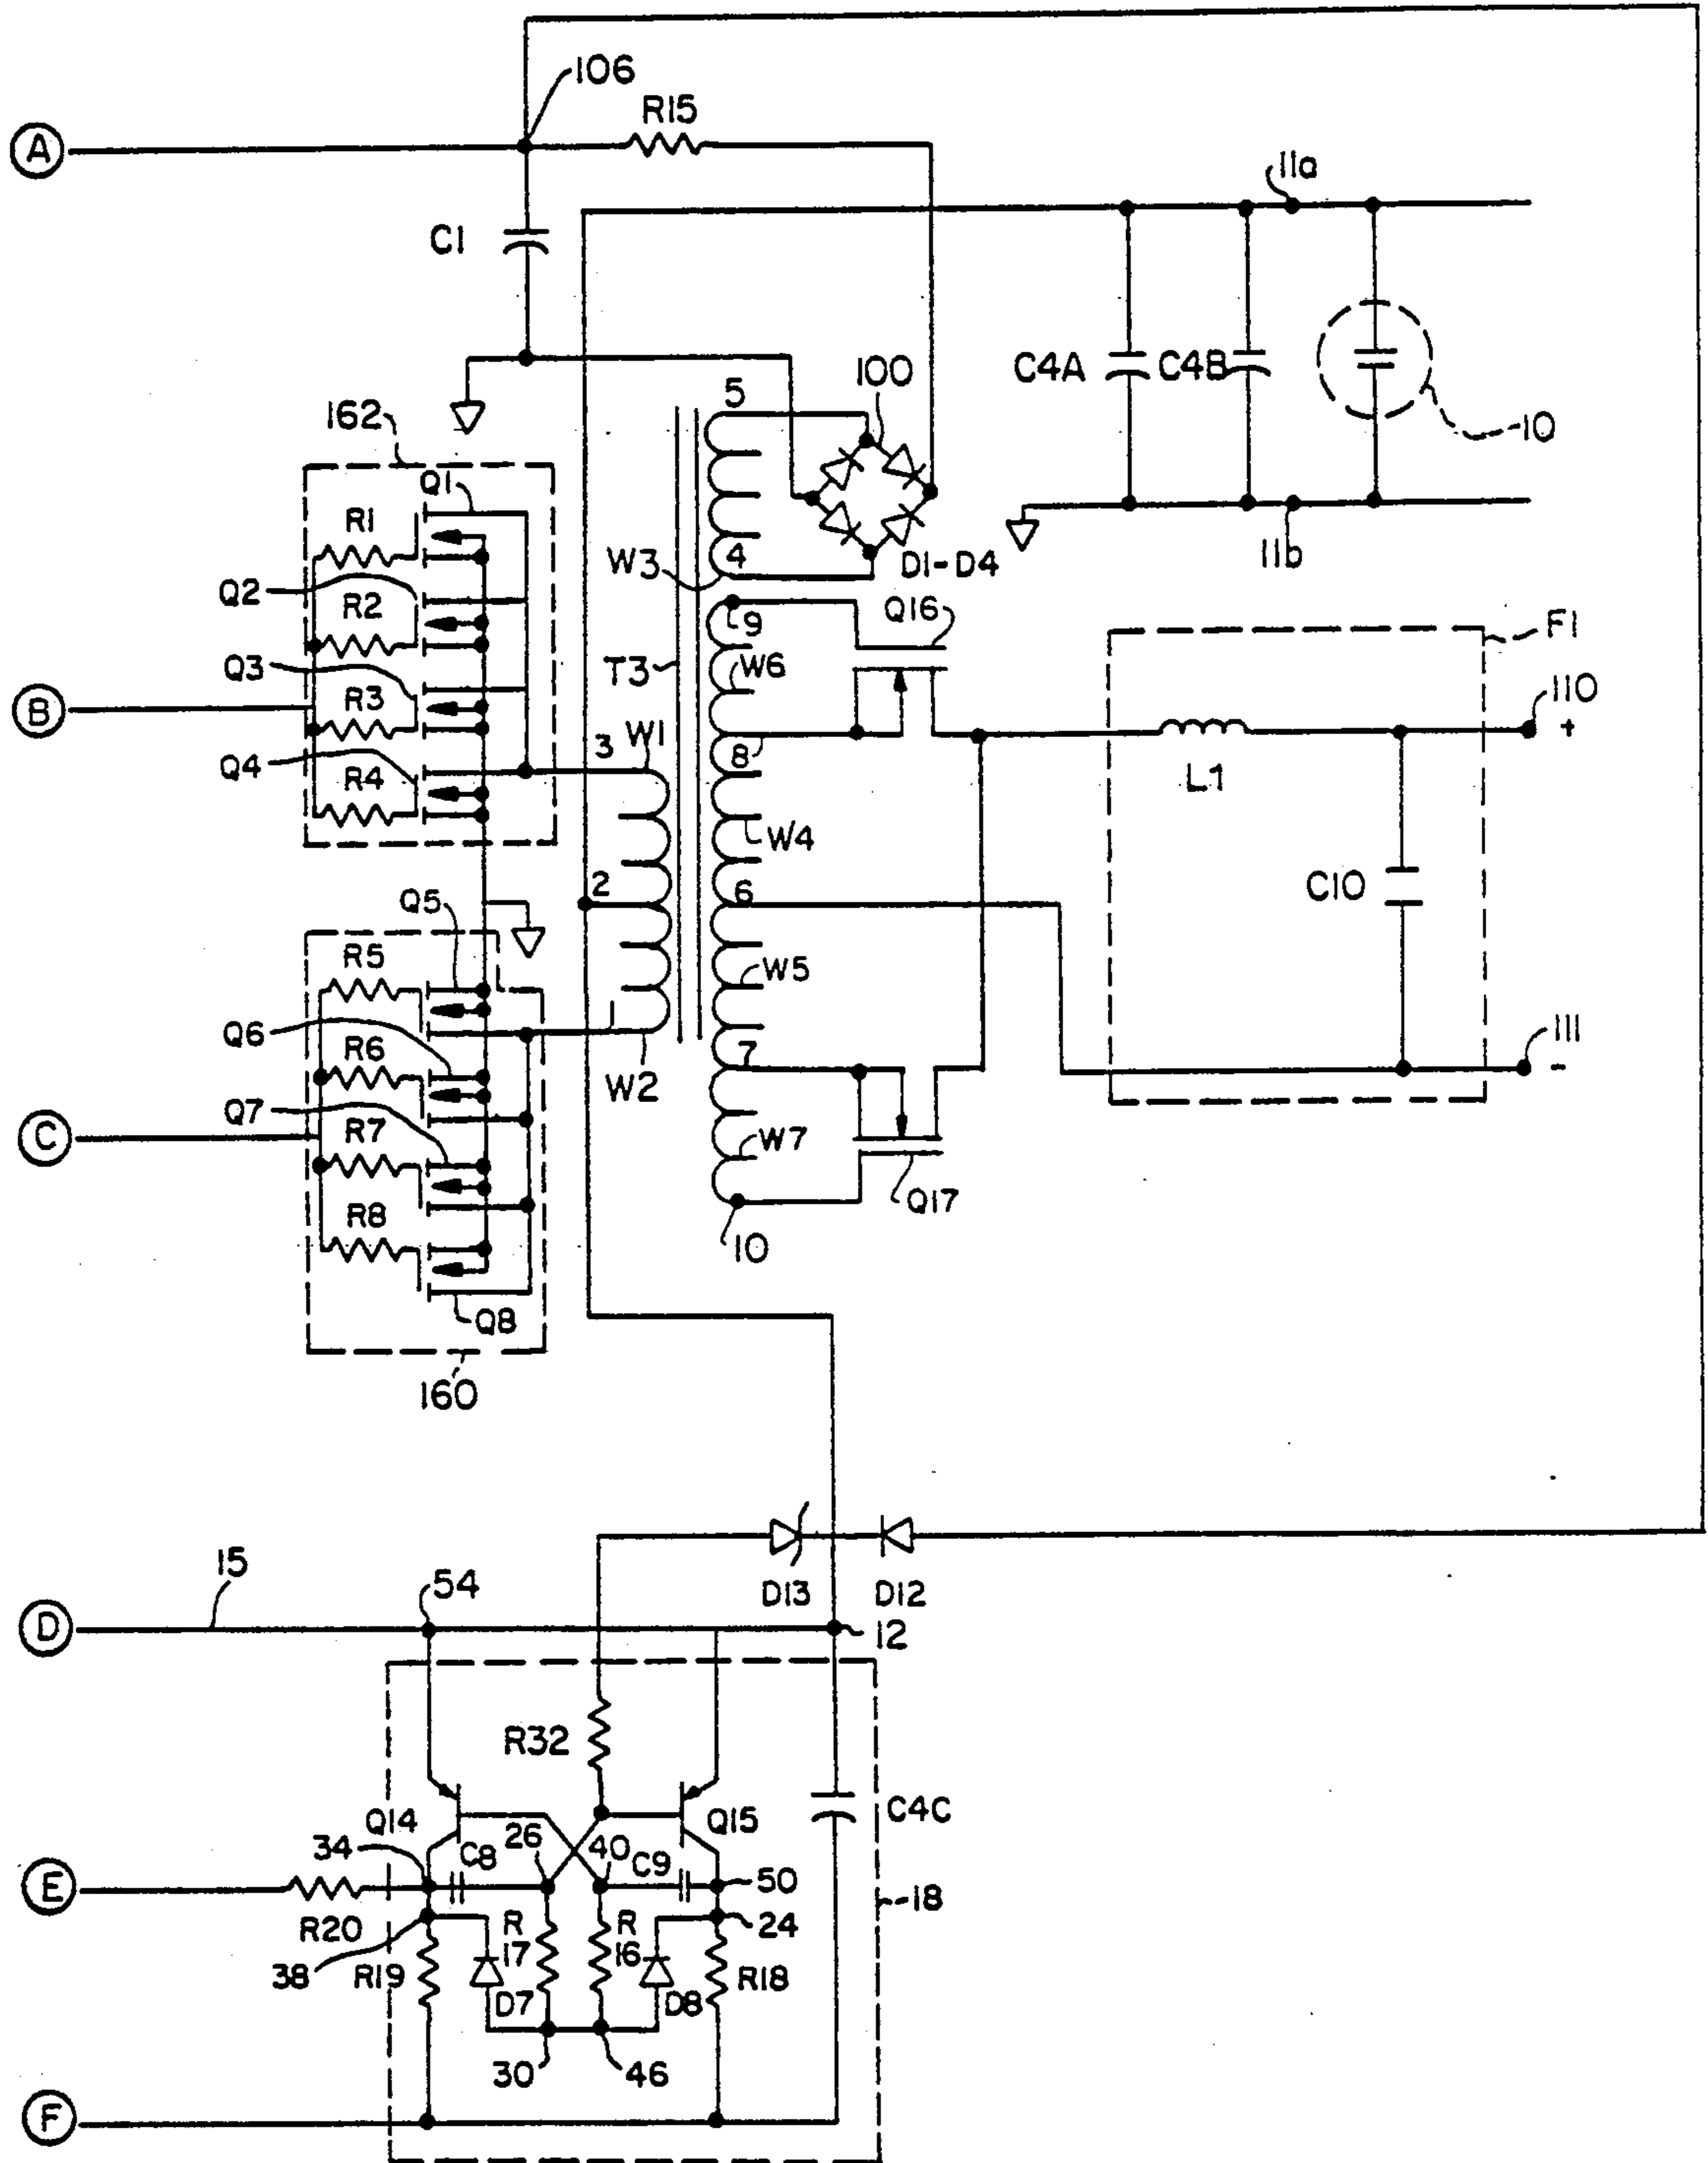 106
R15
A
11a
C1
C4A
C4B
100
5
10
162
Q1
R1
4
W3
D1-D4
11b
Q2
R2
9
Q16
F1
Q3
R3
T3
W6
110
B
+
3
W1
8
Q4
R4
L1
W4
2
6
C10
Q5
R5
W5
Q6
111
R6
7
1
-
W2
Q7
C
R7
W7
R8
Q17
10
Q8
160
15
54
D13
D12
D
12
R32
Q14
Q15
C4C
34
26
40
C8
C9
E
50
18
24
R20
R
17
R
16
38
R19
D7
D8
R18
30
46
F